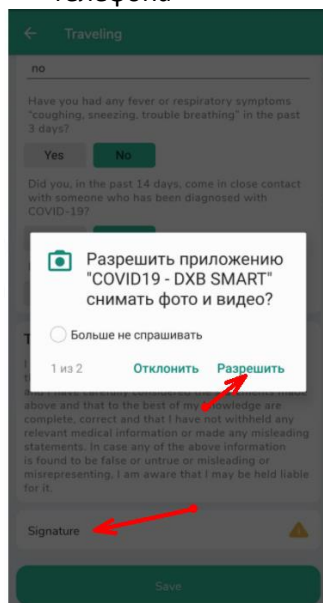 Traveling
no
Have you had any fever or respiratory symptoms
"coughing, sneezing, trouble breathing" in the past
3 days?
Yes No
Did you, in the past 14 days, come in close contact
with someone who has been diagnosed with
COVID-19?
Разрешить приложению
"COVID19 - DXB SMART"
снимать фото и видео?
Больше не спрашивать
1 из 2 Отклонить Разрешить
above and that to the best of my knowledge are
complete, correct and that I have not withheld any
relevant medical information or made any misleading
statements. In case any of the above information
is found to be false or untrue or misleading or
misrepresenting, I am aware that I may be held liable
for it.
Signature
Save